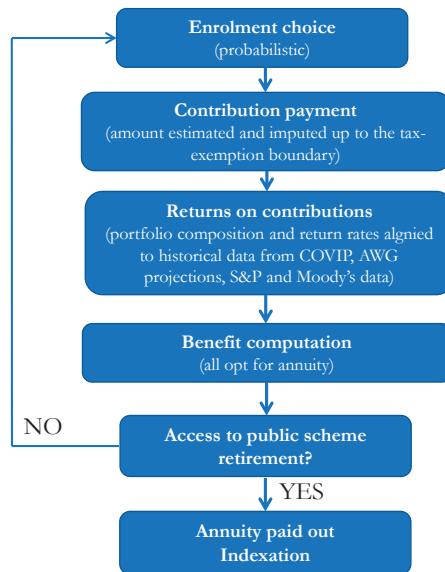 Enrolment choice
(probabilistic)
Contribution payment
(amount estimated and imputed up to the tax-
exemption boundary)
Returns on contributions
(portfolio composition and return rates algnied
to historical data from COVIP, AWG
projections, S&P and Moody's data)
Benefit computation
(all opt for annuity)
NO
Access to public scheme
retirement?
YES
Annuity paid out
Indexation